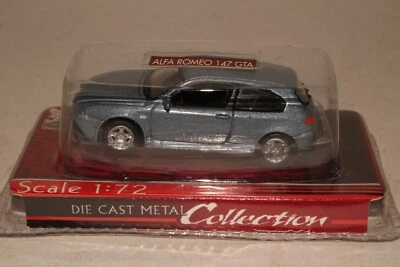 ALFA ROMEO 147 GTA
Scale 1:72
DIE CAST METAL Collection